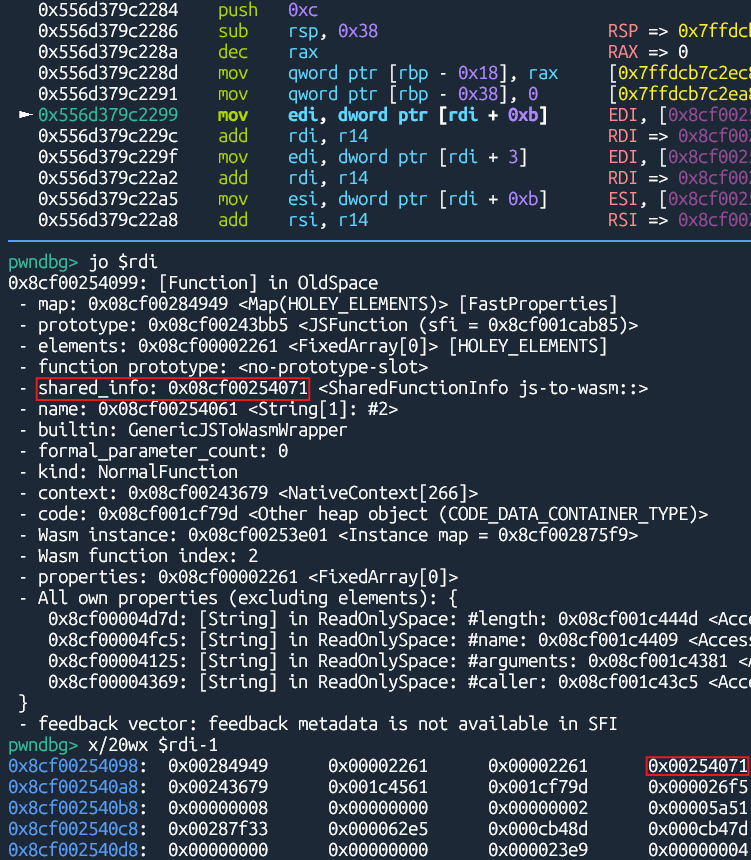 0x556d379c2284 push 0xc
0x556d379c2286 sub rsp, 0x38 RSP => 0x7ffdcb
0x556d379c228a dec rax RAX => 0
0x556d379c228d mov qword ptr [rbp - 0x18], rax [0x7ffdcb7c2ec8
0x556d379c2291 mov qword ptr [rbp - 0x38], 0 [0x7ffdcb7c2ea8
► 0x556d379c2299 mov edi, dword ptr [rdi + 0xb] EDI, [0x8cf0025
0x556d379c229c add rdi, r14 RDI => 0x8cf0025
0x556d379c229f mov edi, dword ptr [rdi + 3] EDI, [0x8cf0025
0x556d379c22a2 add rdi, r14 RDI => 0x8cf0025
0x556d379c22a5 mov esi, dword ptr [rdi + 0xb] ESI, [0x8cf0025
0x556d379c22a8 add rsi, r14 RSI => 0x8cf0025
pwndbg> jo $rdi
0x8cf00254099: [Function] in OldSpace
- map: 0x08cf00284949 <Map(HOLEY_ELEMENTS)> [FastProperties]
- prototype: 0x08cf00243bb5 <JSFunction (sfi = 0x8cf001cab85)>
- elements: 0x08cf00002261 <FixedArray[0]> [HOLEY_ELEMENTS]
- function prototype: <no-prototype-slot>
- shared_info: 0x08cf00254071 <SharedFunctionInfo js-to-wasm::>
- name: 0x08cf00254061 <String[1]: #2>
- builtin: GenericJSToWasmWrapper
- formal_parameter_count: 0
- kind: NormalFunction
- context: 0x08cf00243679 <NativeContext[266]>
- code: 0x08cf001cf79d <Other heap object (CODE_DATA_CONTAINER_TYPE)>
- Wasm instance: 0x08cf00253e01 <Instance map = 0x8cf002875f9>
- Wasm function index: 2
- properties: 0x08cf00002261 <FixedArray[0]>
- All own properties (excluding elements): {
0x8cf00004d7d: [String] in ReadOnlySpace: #length: 0x08cf001c444d <Acce
0x8cf00004fc5: [String] in ReadOnlySpace: #name: 0x08cf001c4409 <Access
0x8cf00004125: [String] in ReadOnlySpace: #arguments: 0x08cf001c4381 <A
0x8cf00004369: [String] in ReadOnlySpace: #caller: 0x08cf001c43c5 <Acce
}
- feedback vector: feedback metadata is not available in SFI
pwndbg> x/20wx $rdi-1
0x8cf00254098: 0x00284949 0x00002261 0x00002261 0x00254071
0x8cf002540a8: 0x00243679 0x001c4561 0x001cf79d 0x000026f5
0x8cf002540b8: 0x00000008 0x00000000 0x00000002 0x00005a51
0x8cf002540c8: 0x00287f33 0x000062e5 0x000cb48d 0x000cb47d
0x8cf002540d8: 0x00000000 0x000023e9 0x00000000 0x00000004